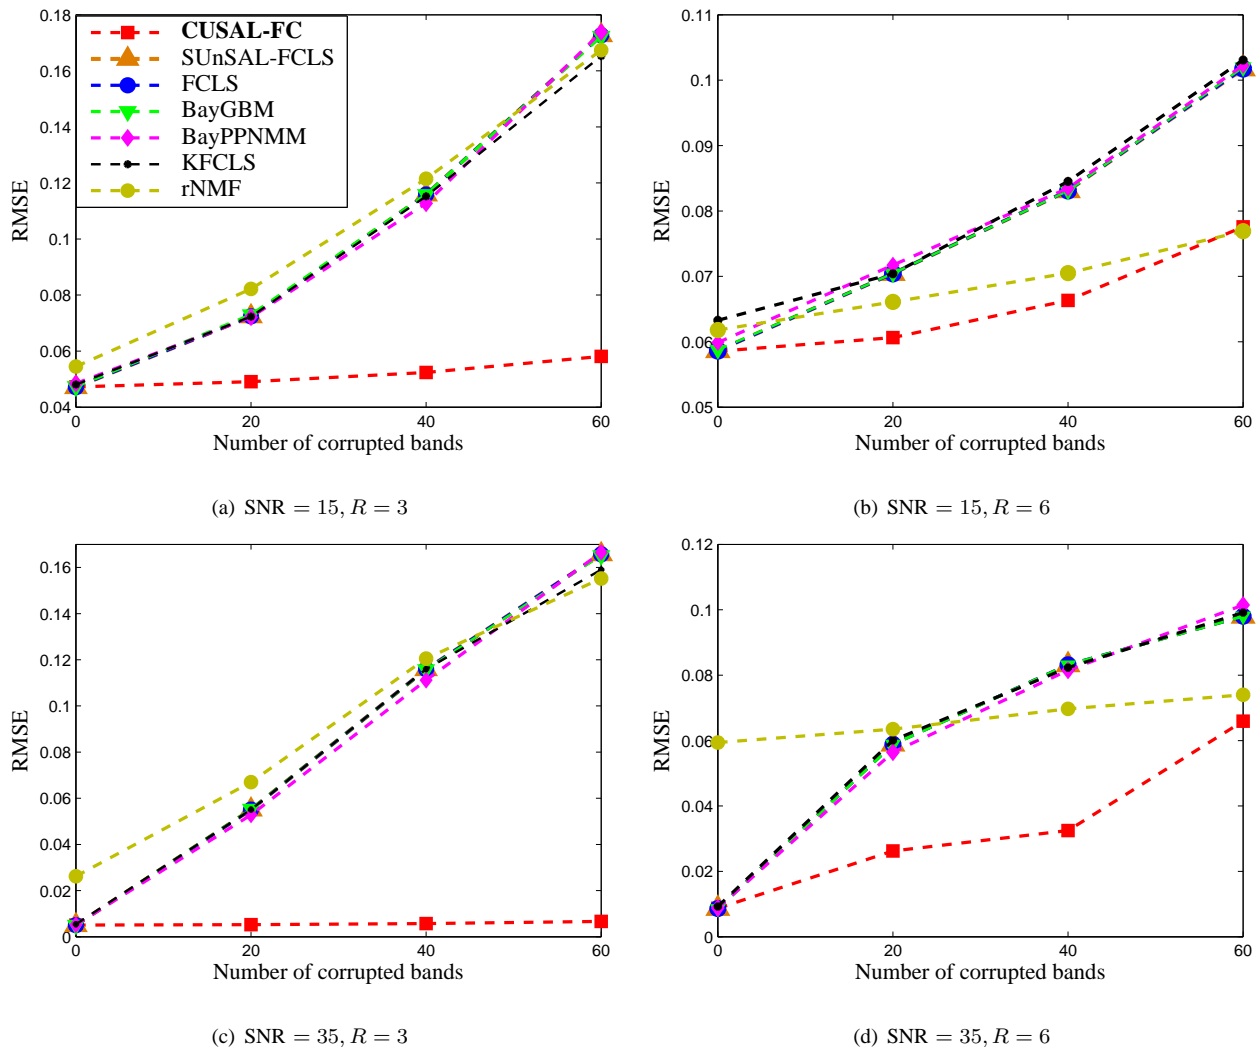 0.18
0.16
0.14
0.12
0.1
0.08
0.06
0.04
RMSE
CUSAL-FC
SUnSAL-FCLS
FCLS
BayGBM
BayPPNMM
KFCLS
rNMF
0 20 40 60
Number of corrupted bands
(a) SNR = 15, R = 3
0.11
0.1
0.09
0.08
0.07
0.06
0.05
RMSE
0 20 40 60
Number of corrupted bands
(b) SNR = 15, R = 6
0.16
0.14
0.12
0.1
0.08
0.06
0.04
0.02
0
RMSE
0 20 40 60
Number of corrupted bands
(c) SNR = 35, R = 3
0.12
0.1
0.08
0.06
0.04
0.02
0
RMSE
0 20 40 60
Number of corrupted bands
(d) SNR = 35, R = 6